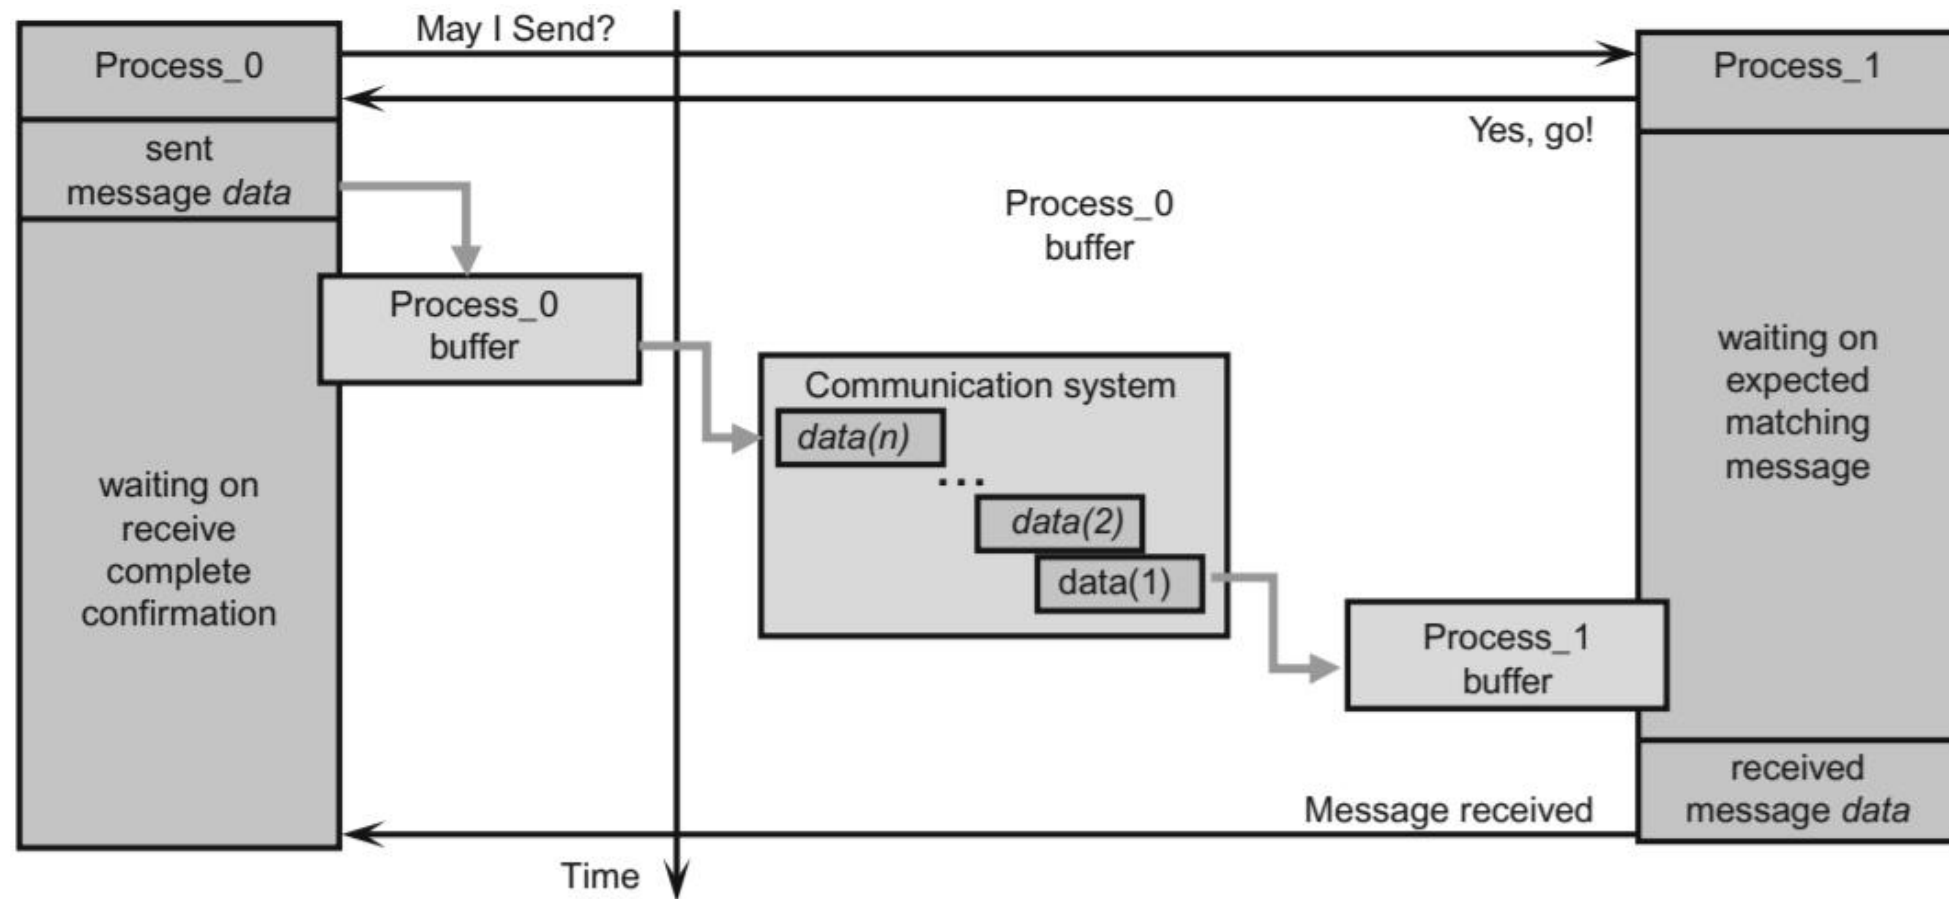 May I Send?
Process_0
Process_1
Yes, go!
sent
message data
Process_0
buffer
Process_0
buffer
Communication system
data(n)
...
data(2)
data(1)
waiting on
expected
matching
message
waiting on
receive
complete
confirmation
Process_1
buffer
received
message data
Message received
Time